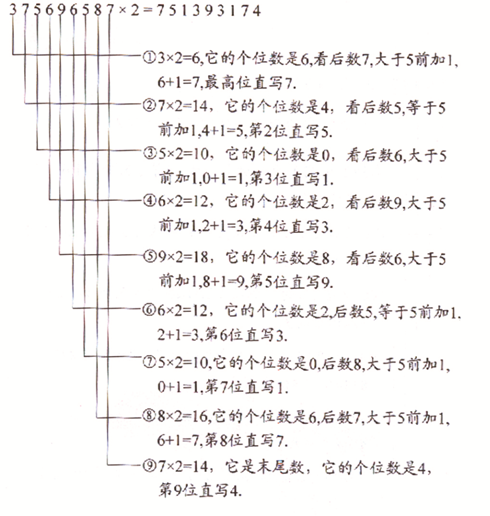 375696587×2=751393174
①3×2=6,它的个位数是6,看后数7,大于5前加1,
6+1=7,最高位直写7.
②7×2=14，它的个位数是4，看后数5,等于5
前加1,4+1=5,第2位直写5.
③5×2=10，它的个位数是0，看后数6,大于5
前加1,0+1=1,第3位直写1.
④6×2=12，它的个位数是2，看后数9,大于5
前加1,2+1=3,第4位直写3.
⑤9×2=18，它的个位数是8，看后数6,大于5
前加1,8+1=9,第5位直写9.
⑥6×2=12，它的个位数是2,后数5,等于5前加1.
2+1=3,第6位直写3.
⑦5×2=10,它的个位数是0,后数8,大于5前加1,
0+1=1,第7位直写1.
⑧8×2=16,它的个位数是6,后数7,大于5前加1,
6+1=7,第8位直写7.
⑨7×2=14，它是末尾数，它的个位数是4,
第9位直写4.